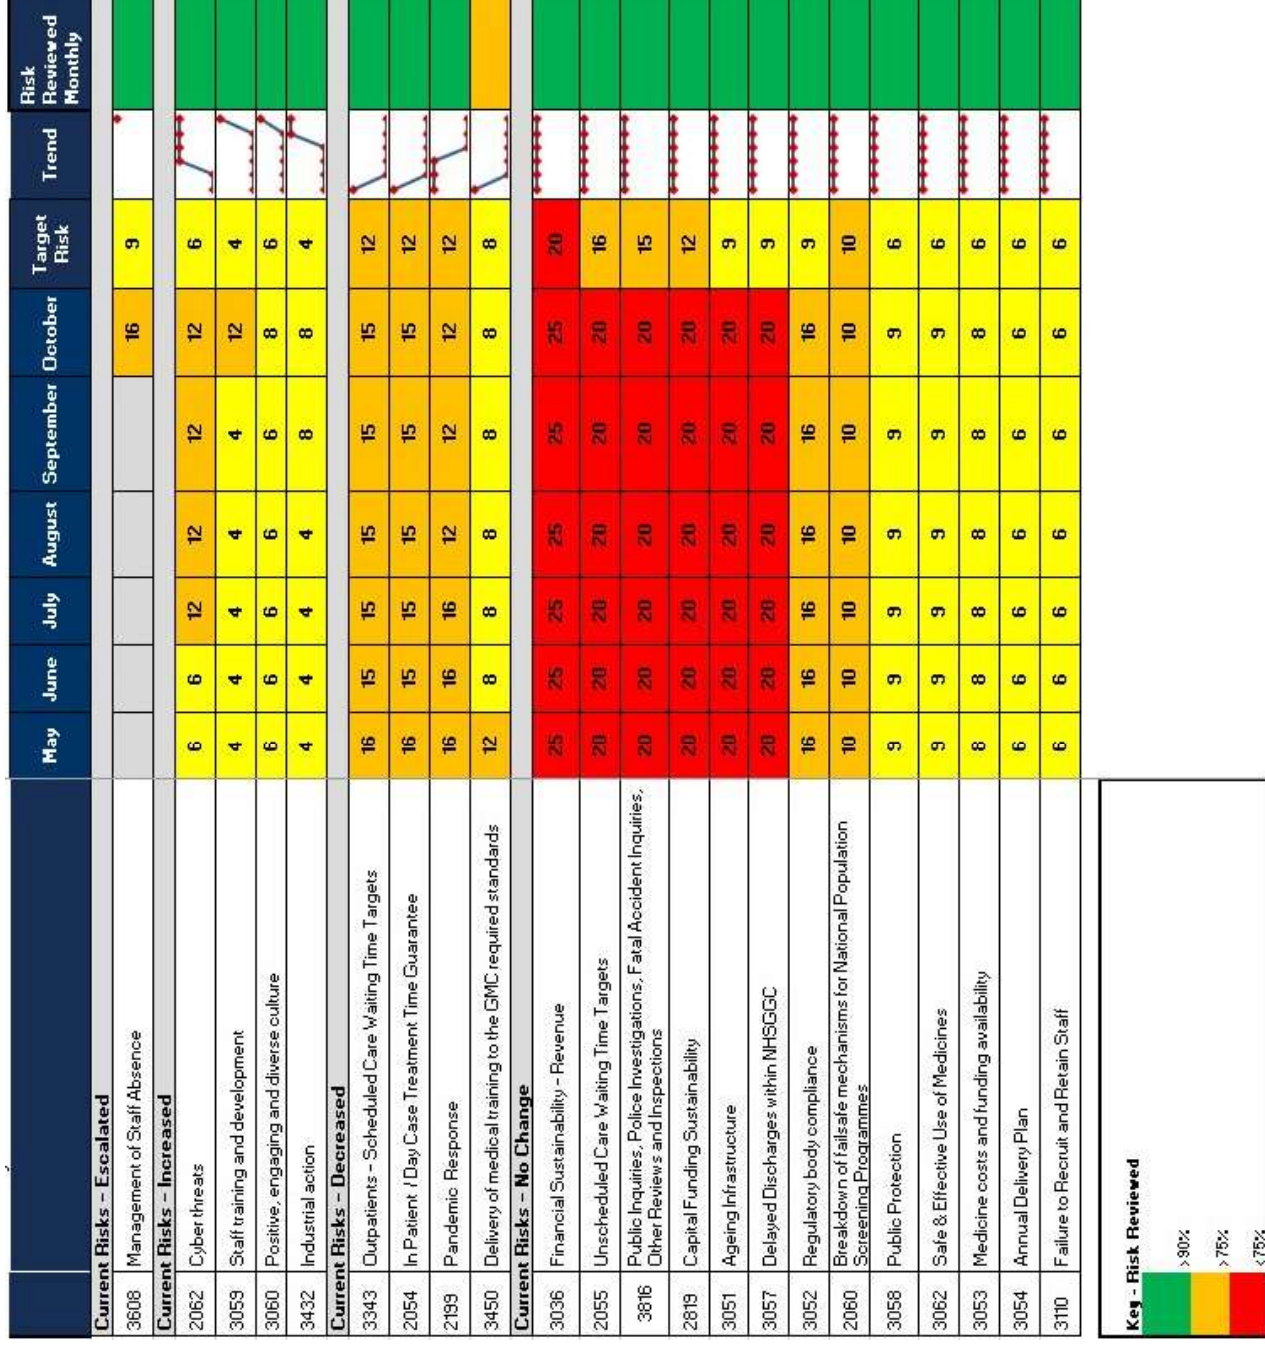 May June July August September October Target Risk Trend Risk Reviewed Monthly
Current Risks – Escalated
3608 Management of Staff Absence 16 9
Current Risks – Increased
2062 Cyber threats 6 6 12 12 12 12 6
3059 Staff training and development 4 4 4 4 4 12 4
3060 Positive, engaging and diverse culture 6 6 6 6 6 8 6
3432 Industrial action 4 4 4 4 8 8 4
Current Risks – Decreased
3343 Outpatients – Scheduled Care Waiting Time Targets 16 15 15 15 15 15 12
2054 In Patient / Day Case Treatment Time Guarantee 16 15 15 15 15 15 12
2199 Pandemic Response 16 16 16 12 12 12 12
3450 Delivery of medical training to the GMC required standards 12 8 8 8 8 8 8
Current Risks – No Change
3036 Financial Sustainability – Revenue 25 25 25 25 25 25 20
2055 Unscheduled Care Waiting Time Targets 20 20 20 20 20 20 16
3816 Public Inquiries, Police Investigations, Fatal Accident Inquiries,
Other Reviews and Inspections 20 20 20 20 20 20 15
2819 Capital Funding Sustainability 20 20 20 20 20 20 12
3051 Ageing Infrastructure 20 20 20 20 20 20 9
3057 Delayed Discharges within NHSGGC 20 20 20 20 20 20 9
3052 Regulatory body compliance 16 16 16 16 16 16 9
2060 Breakdown of failsafe mechanisms for National Population
Screening Programmes 10 10 10 10 10 10 10
3058 Public Protection 9 9 9 9 9 9 6
3062 Safe & Effective Use of Medicines 9 9 9 9 9 9 6
3053 Medicine costs and funding availability 8 8 8 8 8 8 6
3054 Annual Delivery Plan 6 6 6 6 6 6 6
3110 Failure to Recruit and Retain Staff 6 6 6 6 6 6 6
Key – Risk Reviewed
>90%
>75%
<75%